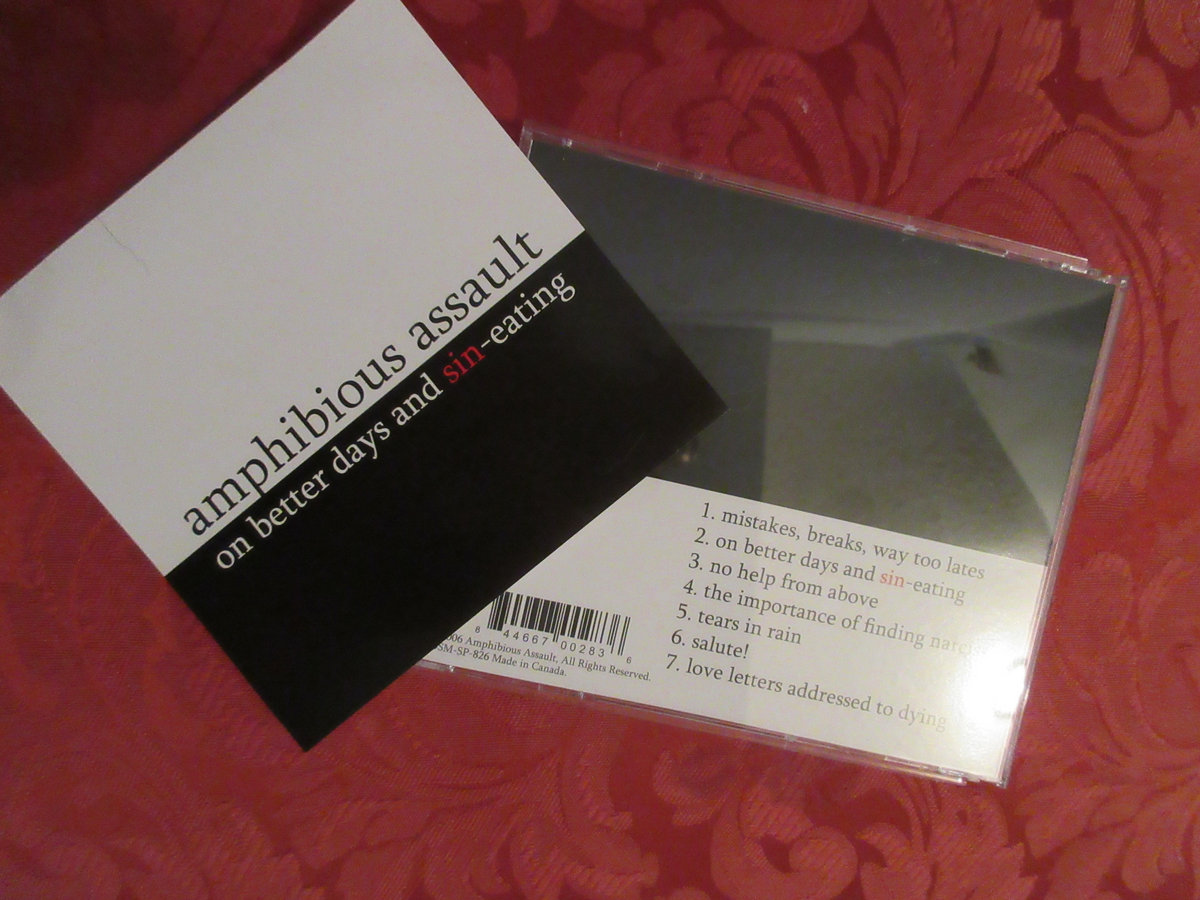 amphibious assault
on better days and sin-eating
1. mistakes, breaks, way too lates
2. on better days and sin-eating
3. no help from above
4. the importance of finding
5. tears in rain
6. salute!
7. love letters addressed to dying
8 44667 00283 6
Amphibious Assault, All Rights Reserved.
SM-SP-826 Made in Canada.